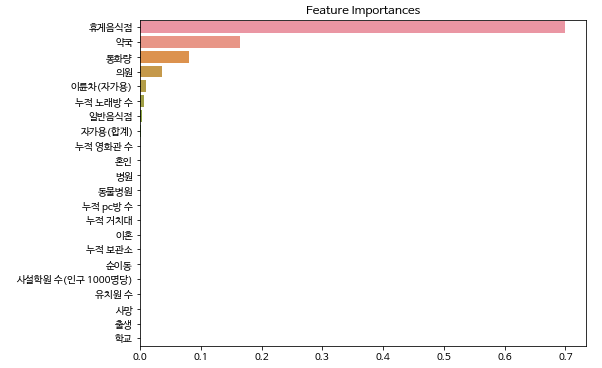 Feature Importances
휴게음식점
약국
통화량
의원
이륜차(자가용)
누적 노래방 수
일반음식점
자가용(합계)
누적 영화관 수
혼인
병원
동물병원
누적 pc방 수
누적 거치대
이혼
누적 보관소
순이동
사설학원 수(인구 1000명당)
유치원 수
사망
출생
학교
0.0 0.1 0.2 0.3 0.4 0.5 0.6 0.7